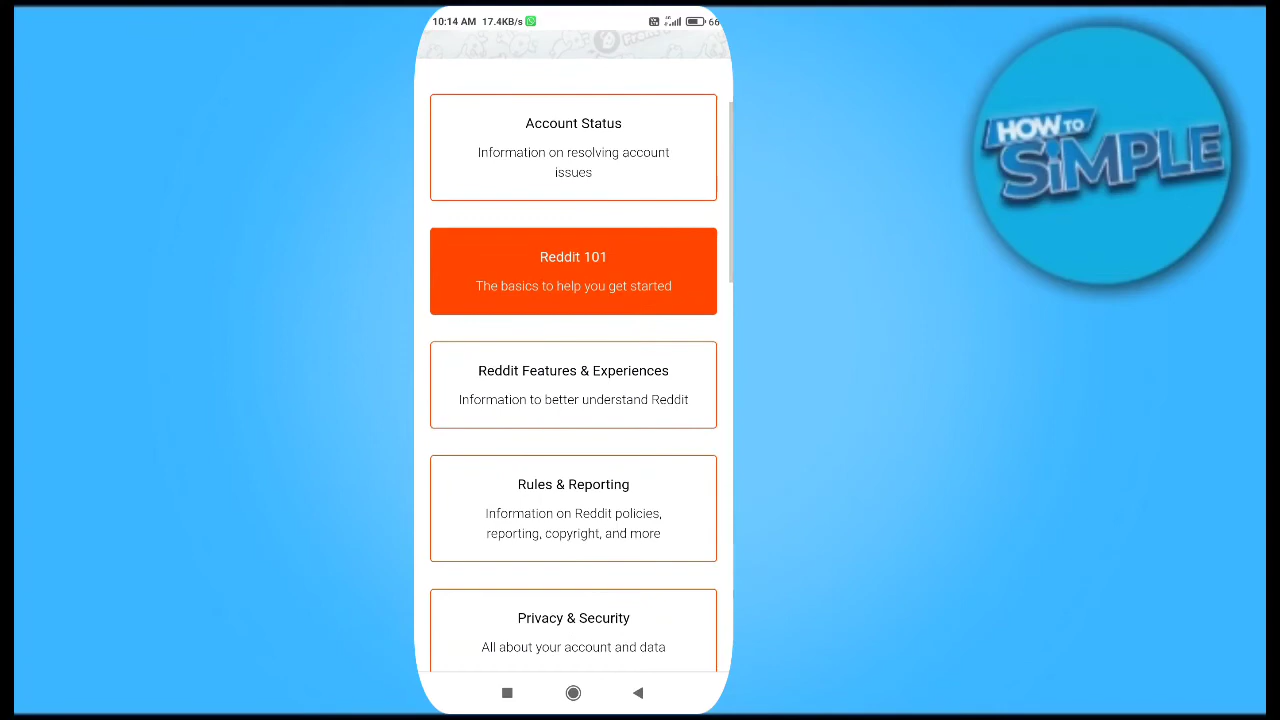 10:14 AM 17.4KB/s 66
Account Status
Information on resolving account
issues
Reddit 101
The basics to help you get started
Reddit Features & Experiences
Information to better understand Reddit
Rules & Reporting
Information on Reddit policies,
reporting, copyright, and more
Privacy & Security
All about your account and data
HOW TO
SiMPLE